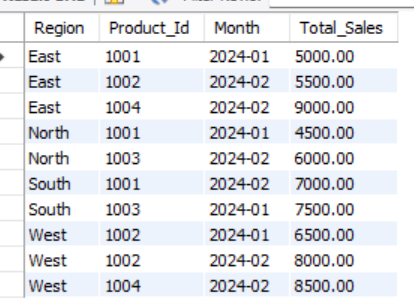 Region Product_Id Month Total_Sales
East 1001 2024-01 5000.00
East 1002 2024-02 5500.00
East 1004 2024-02 9000.00
North 1001 2024-01 4500.00
North 1003 2024-02 6000.00
South 1001 2024-02 7000.00
South 1003 2024-01 7500.00
West 1002 2024-01 6500.00
West 1002 2024-02 8000.00
West 1004 2024-02 8500.00